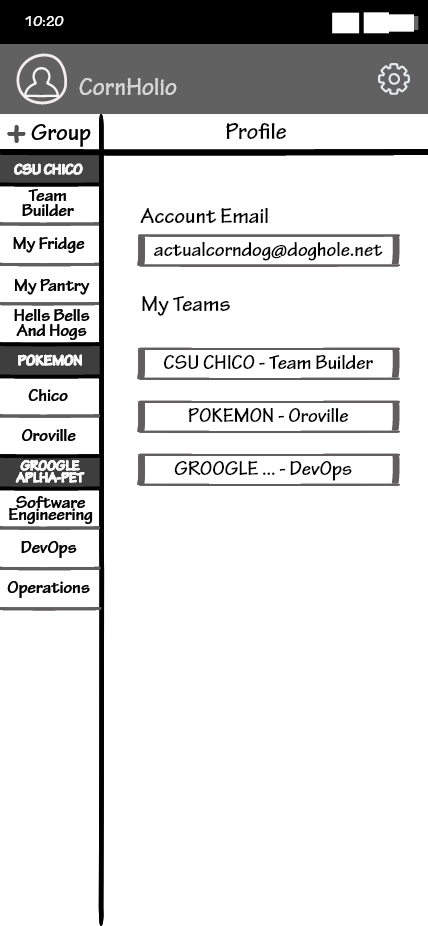 10:20
CornHolio
+ Group
Profile
CSU CHICO
Team
Builder
My Fridge
My Pantry
Hells Bells
And Hogs
POKEMON
Chico
Oroville
GROOGLE
APLHA-PET
Software
Engineering
DevOps
Operations
Account Email
actualcorndog@doghole.net
My Teams
CSU CHICO - Team Builder
POKEMON - Oroville
GROOGLE ... - DevOps